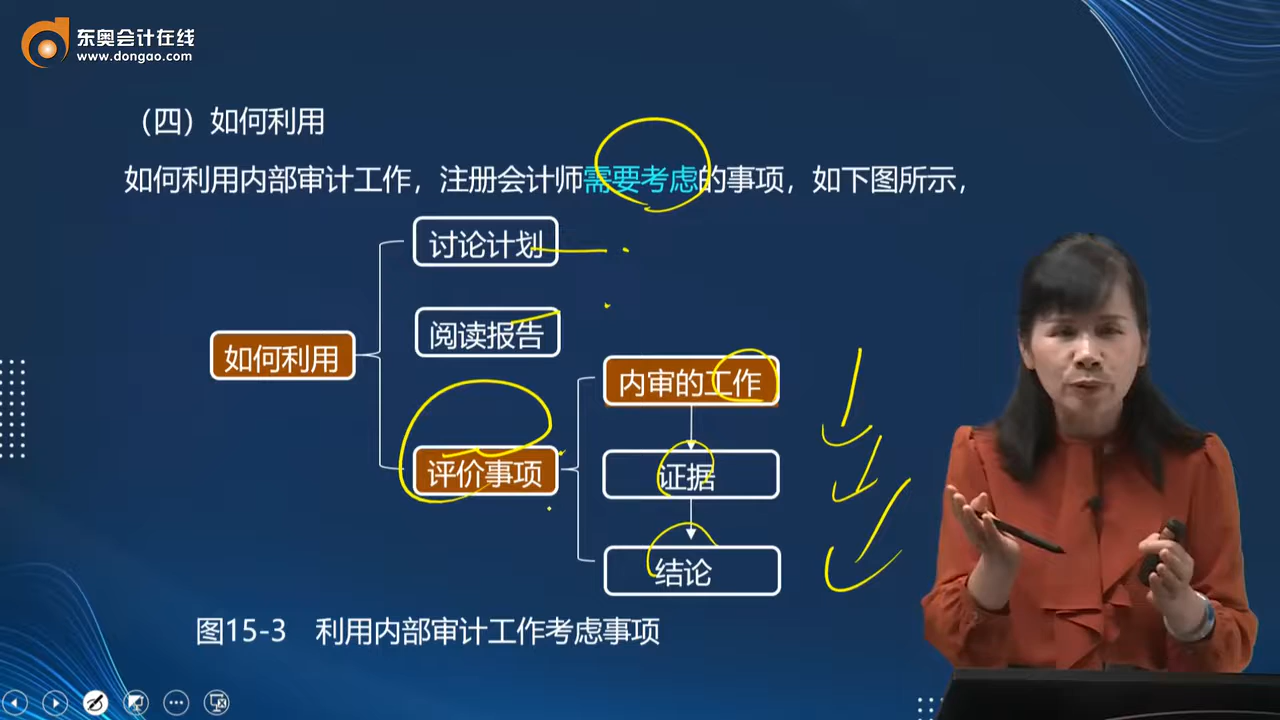 东奥会计在线
www.dongao.com
（四）如何利用
如何利用内部审计工作，注册会计师需要考虑的事项，如下图所示，
讨论计划
阅读报告
如何利用
内审的工作
评价事项
证据
结论
图15-3 利用内部审计工作考虑事项